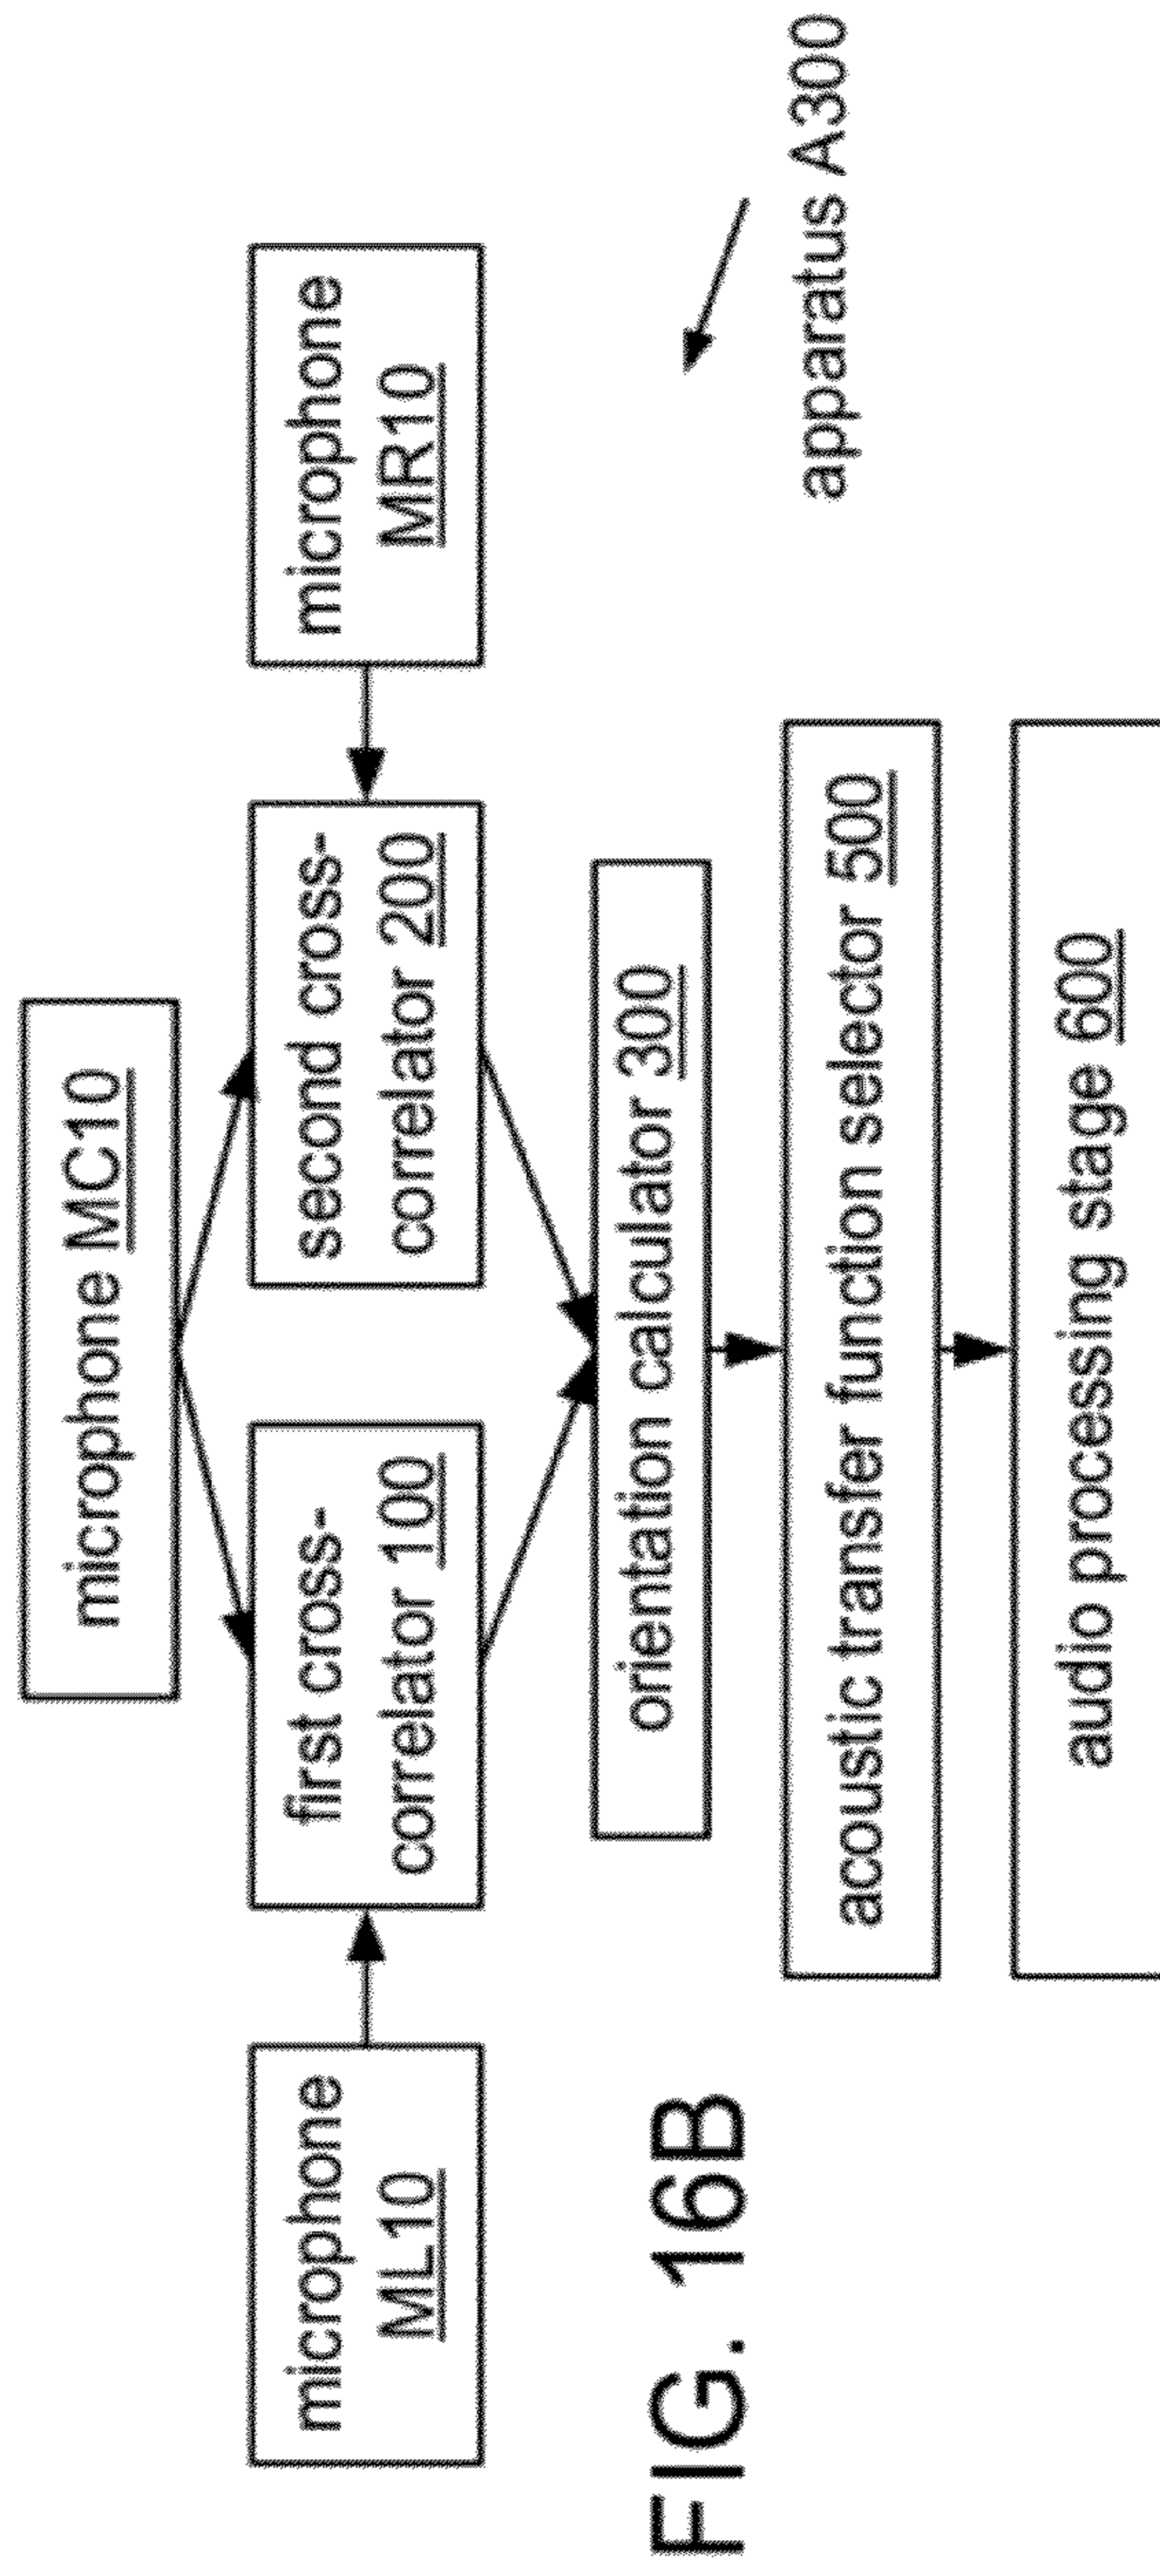 microphone MC10
microphone
ML10
first cross-
correlator 100
second cross-
correlator 200
microphone
MR10
orientation calculator 300
acoustic transfer function selector 500
audio processing stage 600
apparatus A300
FIG. 16B